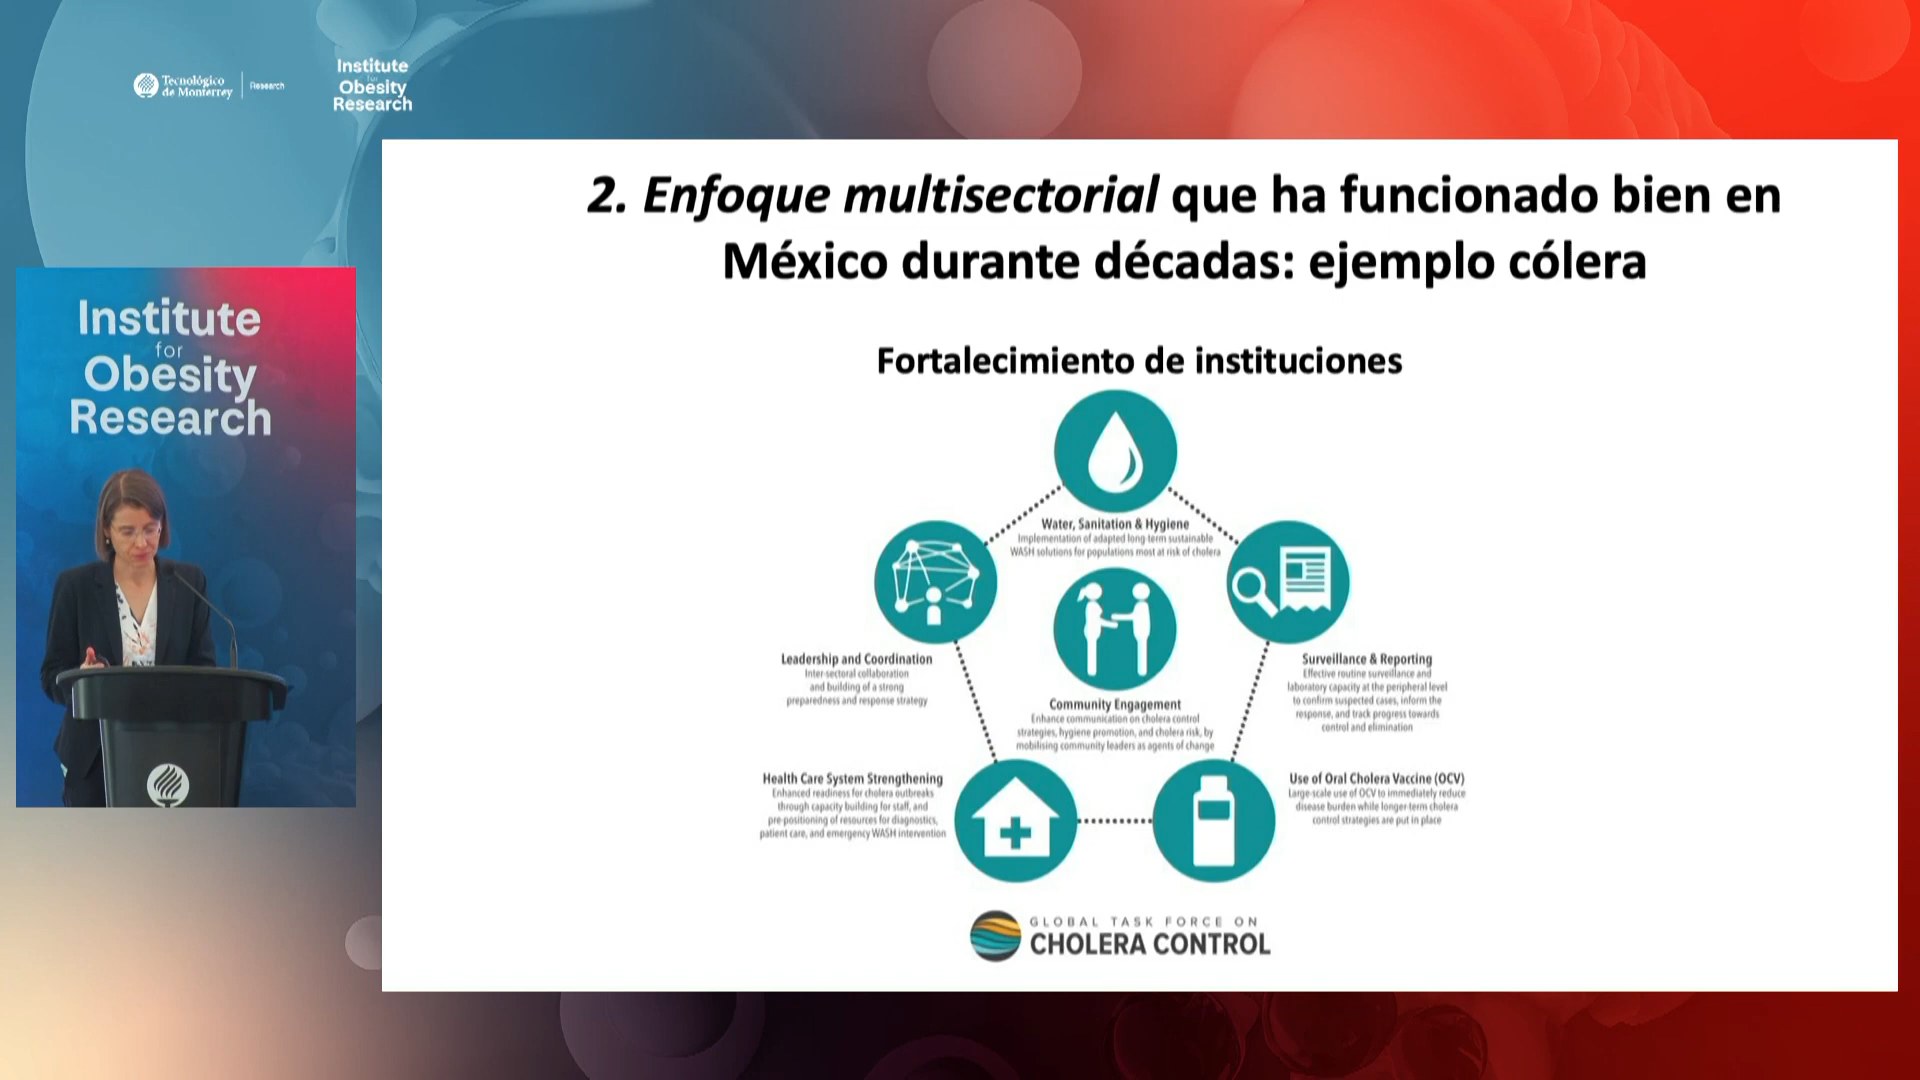 Tecnológico
de Monterrey
Research
Institute
for
Obesity
Research
Institute
for
Obesity
Research
2. Enfoque multisectorial que ha funcionado bien en
México durante décadas: ejemplo cólera
Fortalecimiento de instituciones
Water, Sanitation & Hygiene
Implementation of adapted long-term sustainable
WASH solutions for populations most at risk of cholera
Leadership and Coordination
Inter-sectoral collaboration
and building of a strong
preparedness and response strategy
Community Engagement
Enhance communication on cholera control
strategies, hygiene promotion, and cholera risk, by
mobilising community leaders as agents of change
Surveillance & Reporting
Effective routine surveillance and
laboratory capacity at the peripheral level
to confirm suspected cases, inform the
response, and track progress towards
control and elimination
Health Care System Strengthening
Enhanced readiness for cholera outbreaks
through capacity building for staff, and
pre-positioning of resources for diagnostics,
patient care, and emergency WASH intervention
Use of Oral Cholera Vaccine (OCV)
Large-scale use of OCV to immediately reduce
disease burden while longer-term cholera
control strategies are put in place
GLOBAL TASK FORCE ON
CHOLERA CONTROL